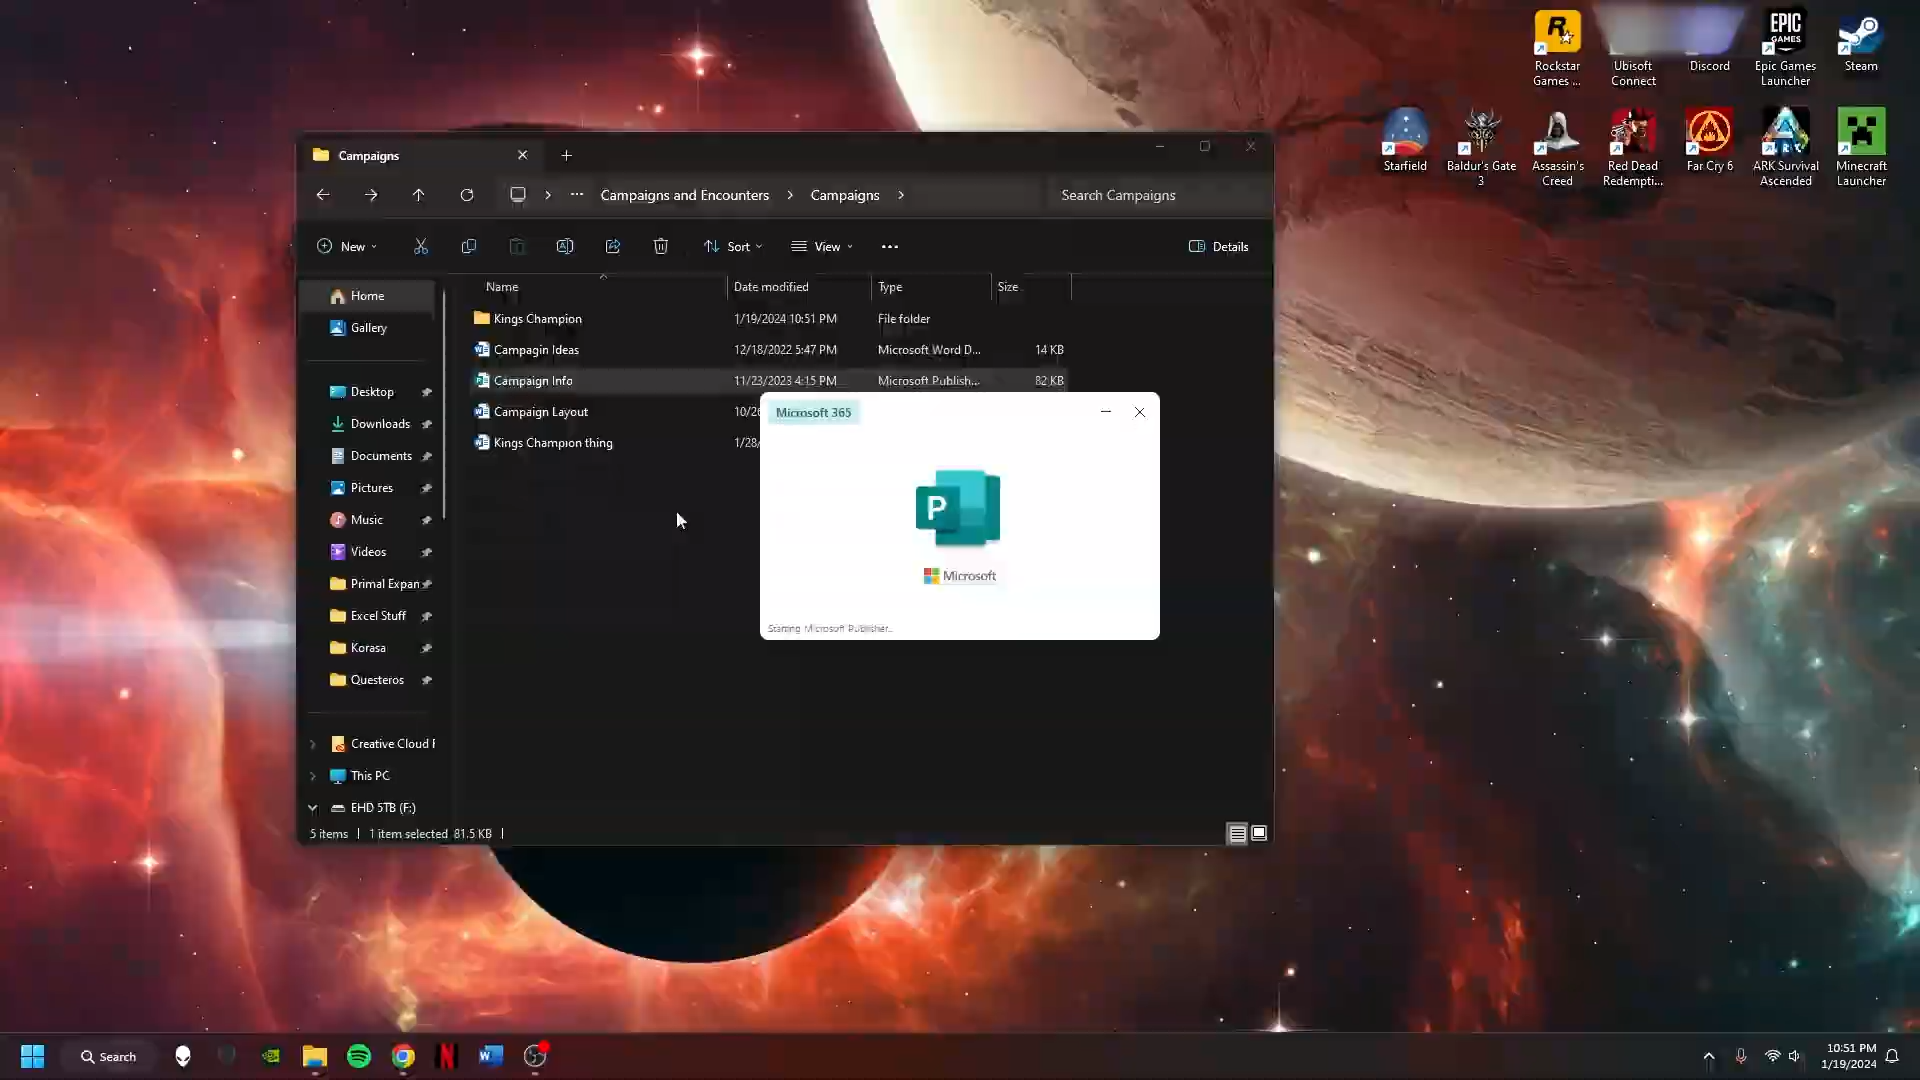 Rockstar
Games ...
Ubisoft
Connect
Discord
EPIC
GAMES
Epic Games
Launcher
Steam
Starfield
Baldur's Gate
3
Assassin's
Creed
Red Dead
Redempti...
Far Cry 6
ARK Survival
Ascended
Minecraft
Launcher
Campaigns
Campaigns and Encounters
Campaigns
Search Campaigns
New
Sort
View
Details
Name
Date modified
Type
Size
Home
Gallery
Desktop
Downloads
Documents
Pictures
Music
Videos
Primal Expan
Excel Stuff
Korasa
Questeros
Creative Cloud F
This PC
EHD 5TB (F:)
Kings Champion 1/19/2024 10:51 PM File folder
Campagin Ideas 12/18/2022 5:47 PM Microsoft Word D... 14 KB
Campaign Info 11/23/2023 4:15 PM Microsoft Publish... 82 KB
Campaign Layout 10/26
Kings Champion thing 1/28/
Microsoft 365
P
Microsoft
Starting Microsoft Publisher...
5 items | 1 item selected 81.5 KB |
Search
10:51 PM
1/19/2024